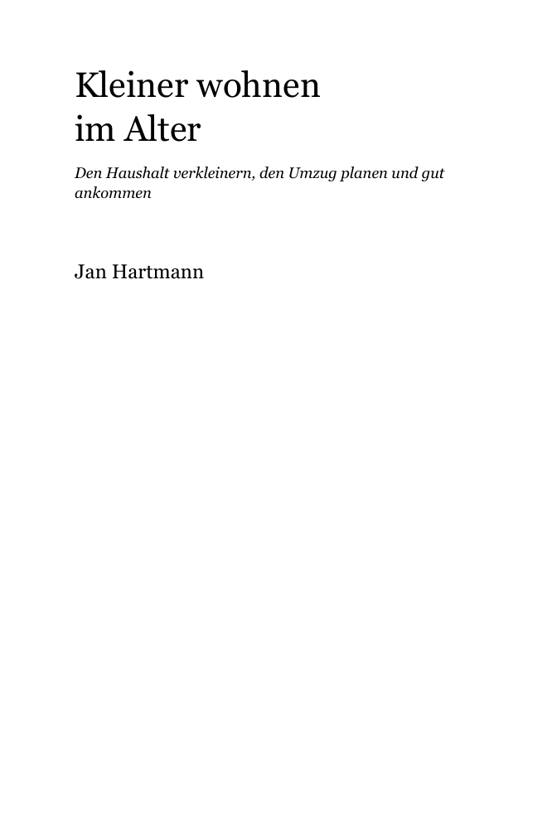 Kleiner wohnen
im Alter
Den Haushalt verkleinern, den Umzug planen und gut
ankommen
Jan Hartmann